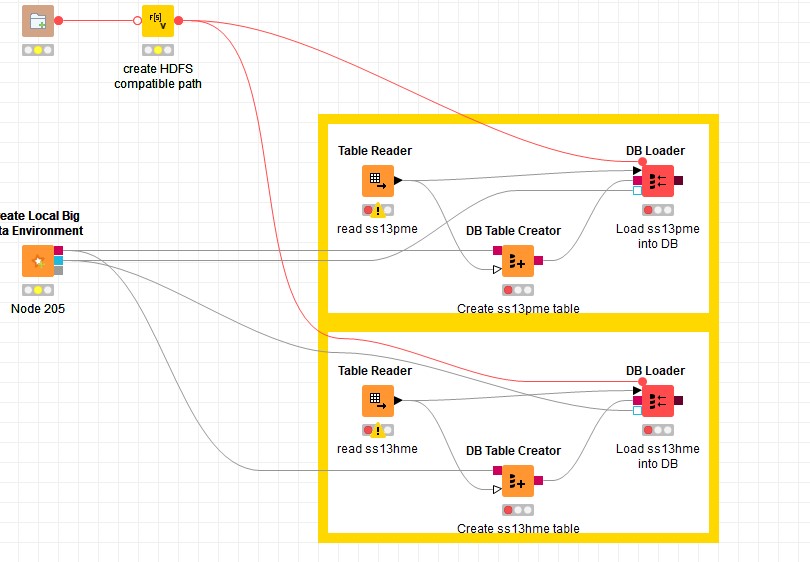 create HDFS
compatible path
Table Reader
DB Loader
read ss13pme
DB Table Creator
Load ss13pme
into DB
Create ss13pme table
eate Local Big
ta Environment
Node 205
Table Reader
DB Loader
read ss13hme
DB Table Creator
Load ss13hme
into DB
Create ss13hme table